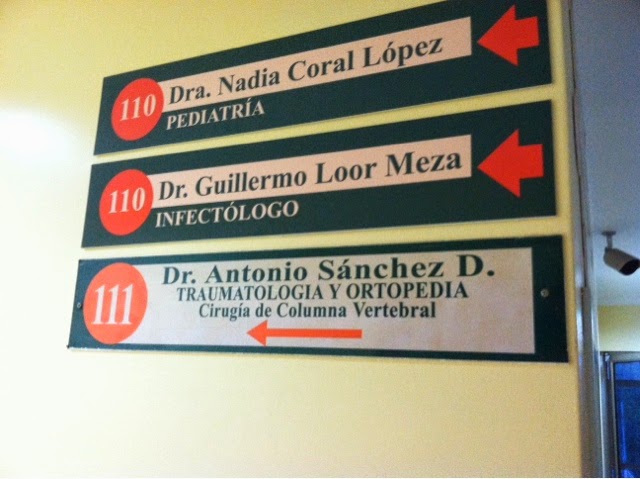 110 Dra. Nadia Coral López
PEDIATRÍA
110 Dr. Guillermo Loor Meza
INFECTÓLOGO
111 Dr. Antonio Sánchez D.
TRAUMATOLOGIA Y ORTOPEDIA
Cirugía de Columna Vertebral